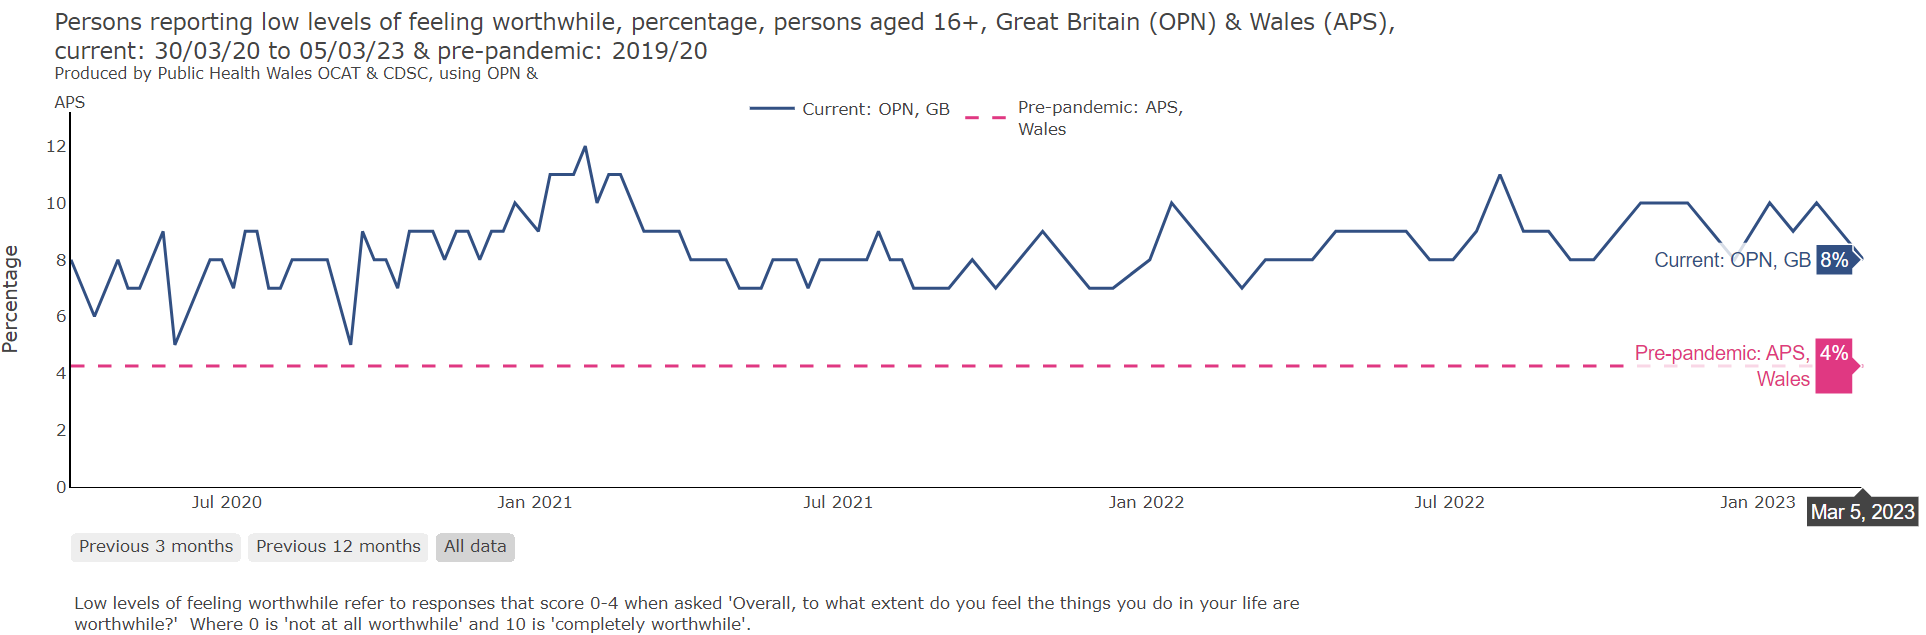 Persons reporting low levels of feeling worthwhile, percentage, persons aged 16+, Great Britain (OPN) & Wales (APS),
current: 30/03/20 to 05/03/23 & pre-pandemic: 2019/20
Produced by Public Health Wales OCAT & CDSC, using OPN &
APS
Current: OPN, GB
Pre-pandemic: APS,
Wales
Percentage
12
10
8
6
4
2
0
Current: OPN, GB 8%
Pre-pandemic: APS, 4%
Wales
Jul 2020
Jan 2021
Jul 2021
Jan 2022
Jul 2022
Jan 2023
Mar 5, 2023
Previous 3 months
Previous 12 months
All data
Low levels of feeling worthwhile refer to responses that score 0-4 when asked 'Overall, to what extent do you feel the things you do in your life are
worthwhile?'  Where 0 is 'not at all worthwhile' and 10 is 'completely worthwhile'.